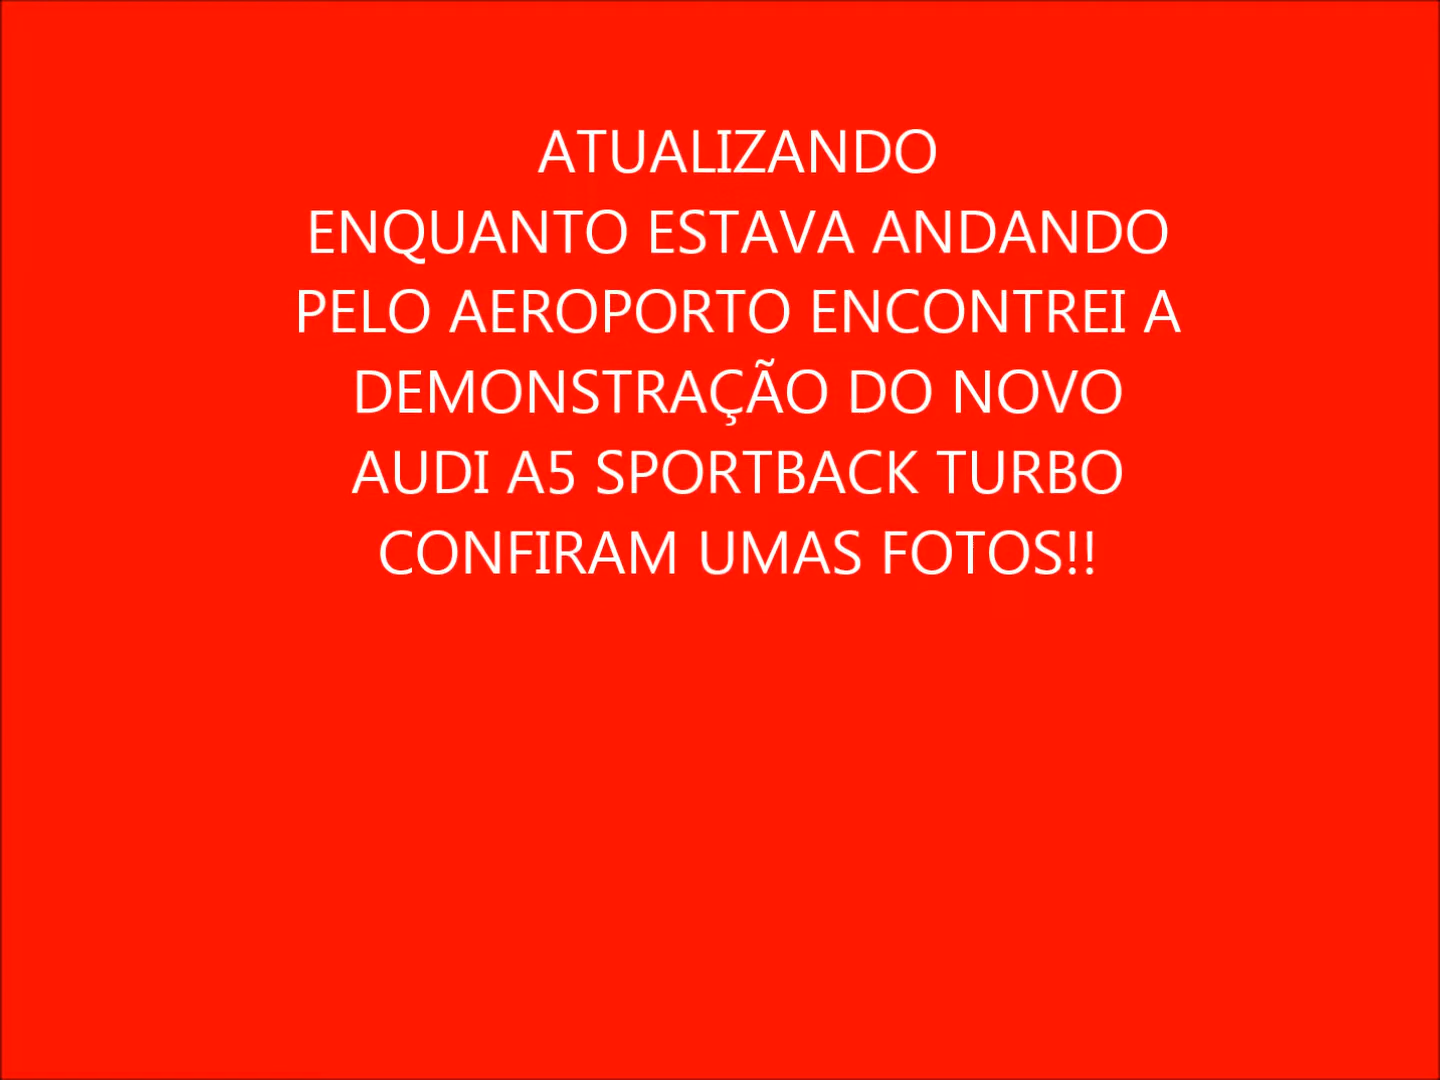 ATUALIZANDO
ENQUANTO ESTAVA ANDANDO
PELO AEROPORTO ENCONTREI A
DEMONSTRAÇÃO DO NOVO
AUDI A5 SPORTBACK TURBO
CONFIRAM UMAS FOTOS!!